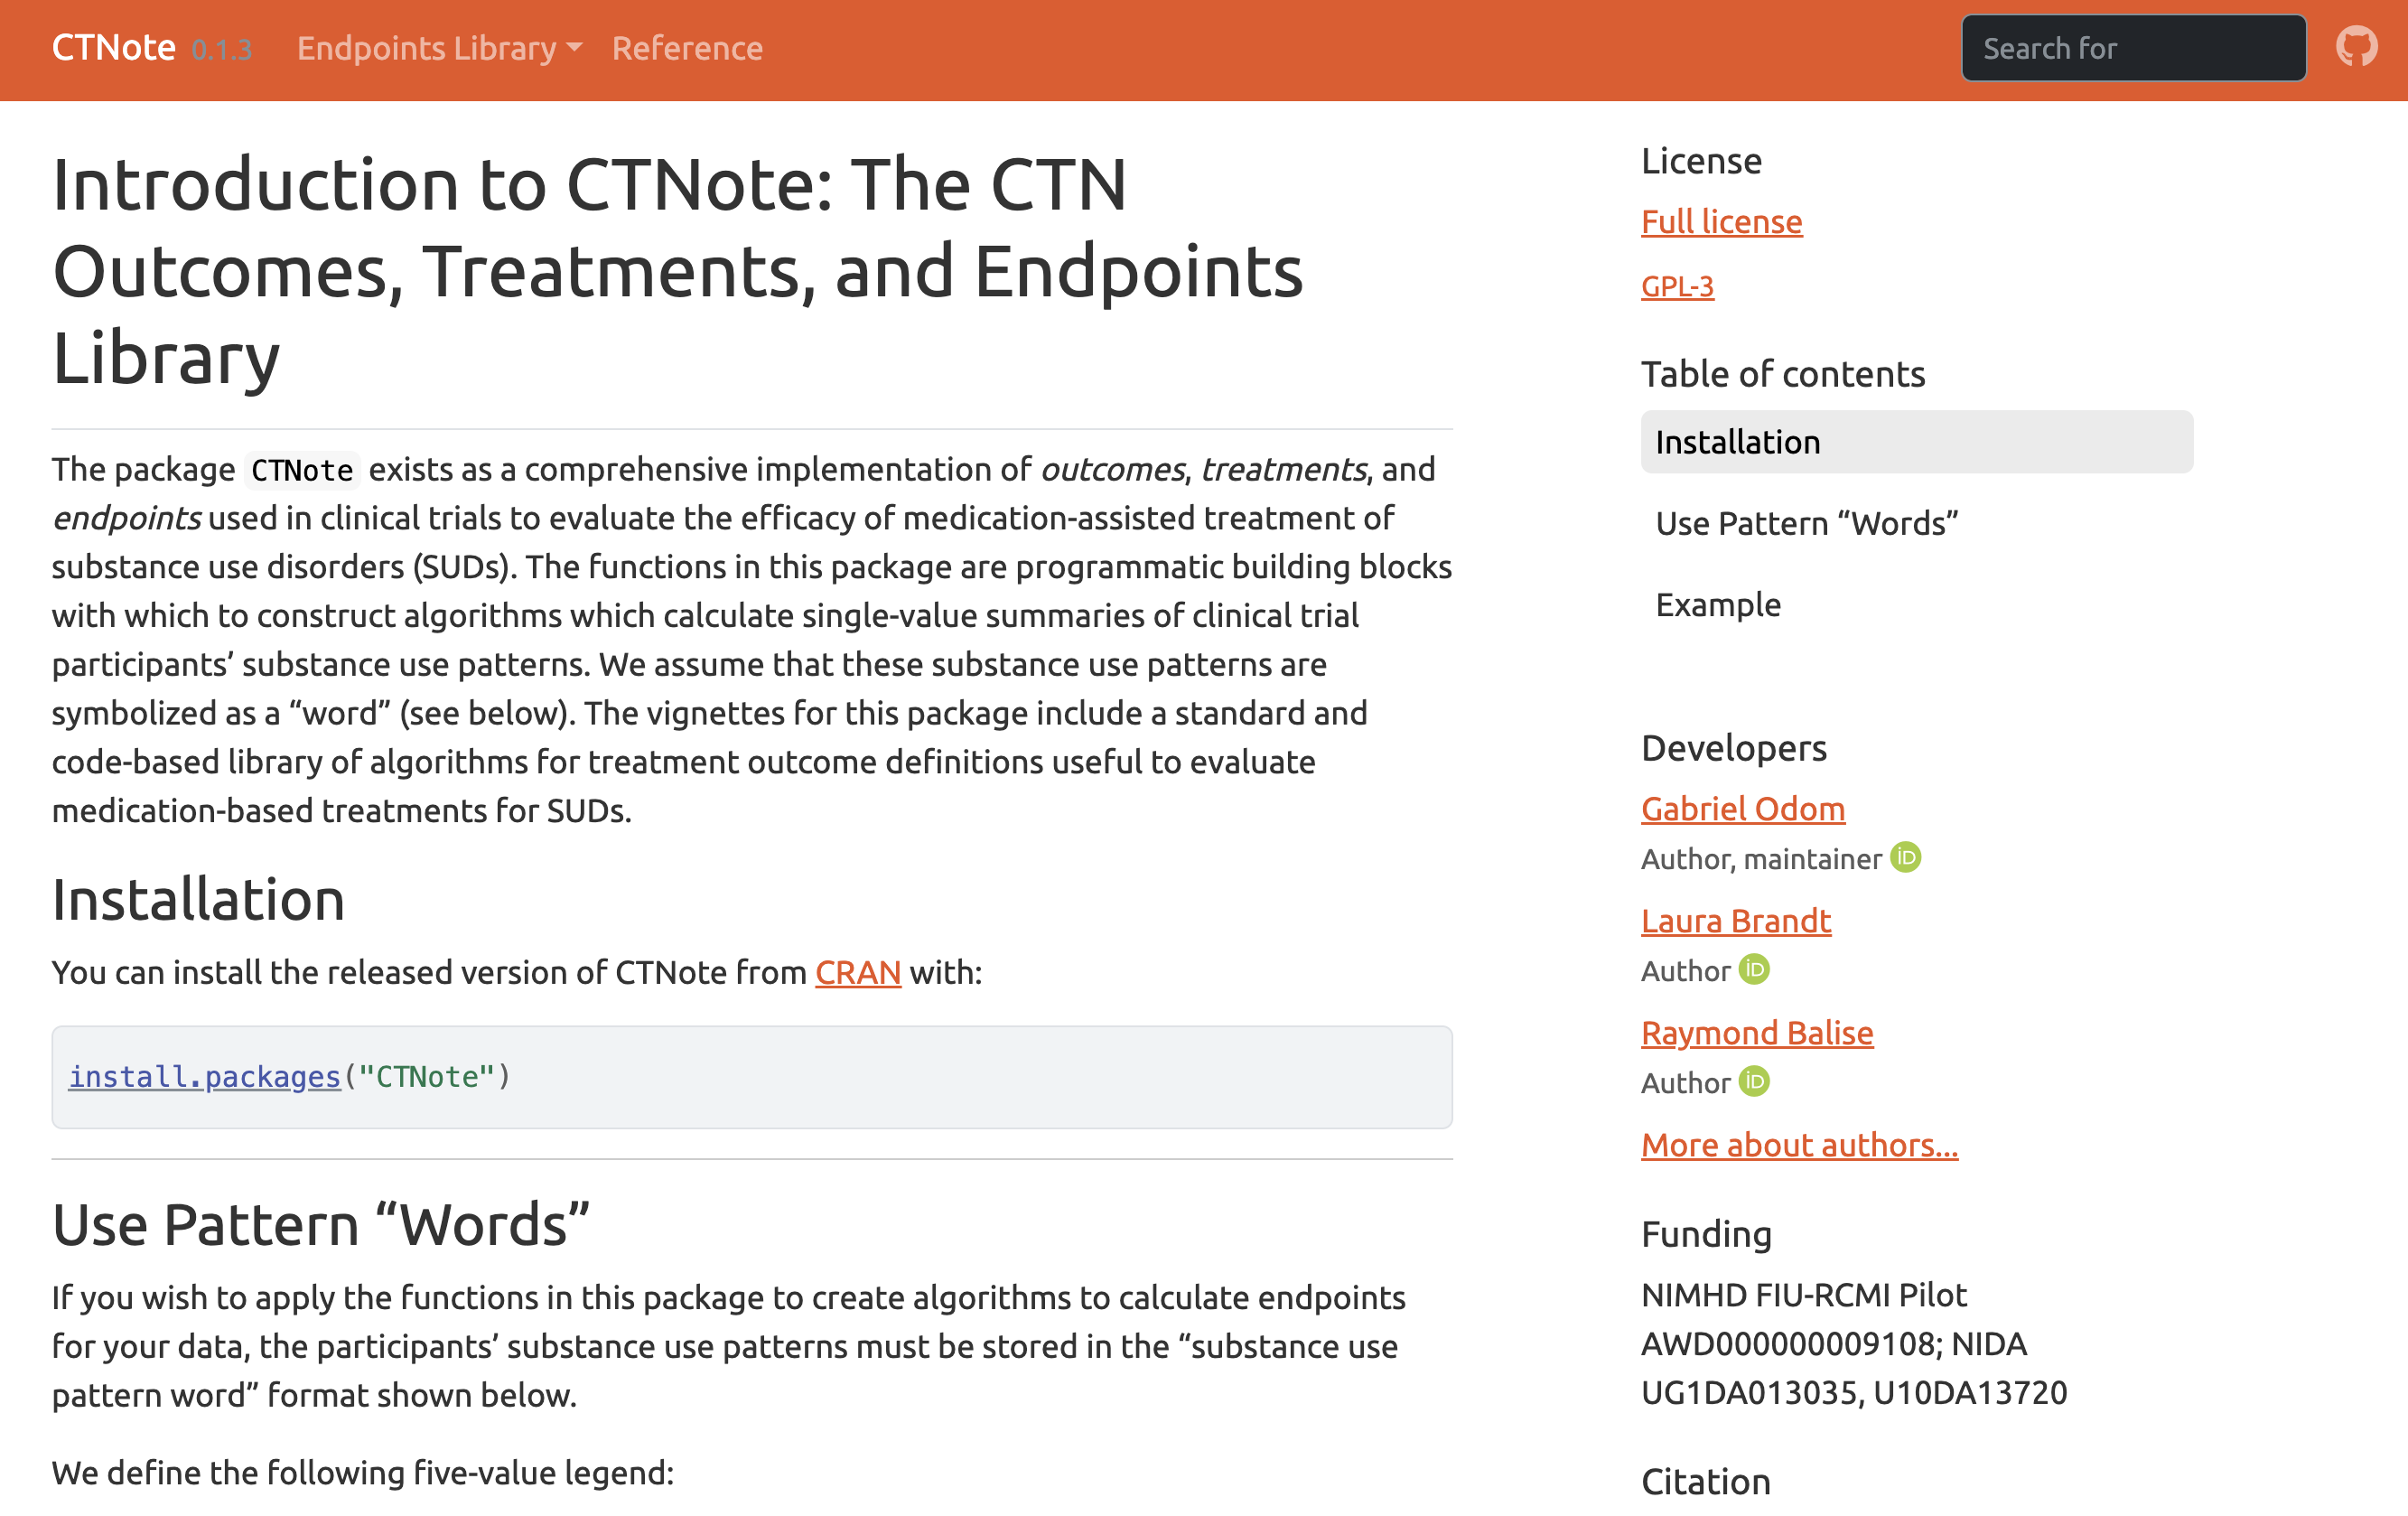 CTNote 0.1.3 Endpoints Library Reference Search for
Introduction to CTNote: The CTN
Outcomes, Treatments, and Endpoints
Library
The package CTNote exists as a comprehensive implementation of outcomes, treatments, and
endpoints used in clinical trials to evaluate the efficacy of medication-assisted treatment of
substance use disorders (SUDs). The functions in this package are programmatic building blocks
with which to construct algorithms which calculate single-value summaries of clinical trial
participants’ substance use patterns. We assume that these substance use patterns are
symbolized as a “word” (see below). The vignettes for this package include a standard and
code-based library of algorithms for treatment outcome definitions useful to evaluate
medication-based treatments for SUDs.
Installation
You can install the released version of CTNote from CRAN with:
install.packages("CTNote")
Use Pattern “Words”
If you wish to apply the functions in this package to create algorithms to calculate endpoints
for your data, the participants’ substance use patterns must be stored in the “substance use
pattern word” format shown below.
We define the following five-value legend:
License
Full license
GPL-3
Table of contents
Installation
Use Pattern “Words”
Example
Developers
Gabriel Odom
Author, maintainer iD
Laura Brandt
Author iD
Raymond Balise
Author iD
More about authors...
Funding
NIMHD FIU-RCMI Pilot
AWD000000009108; NIDA
UG1DA013035, U10DA13720
Citation